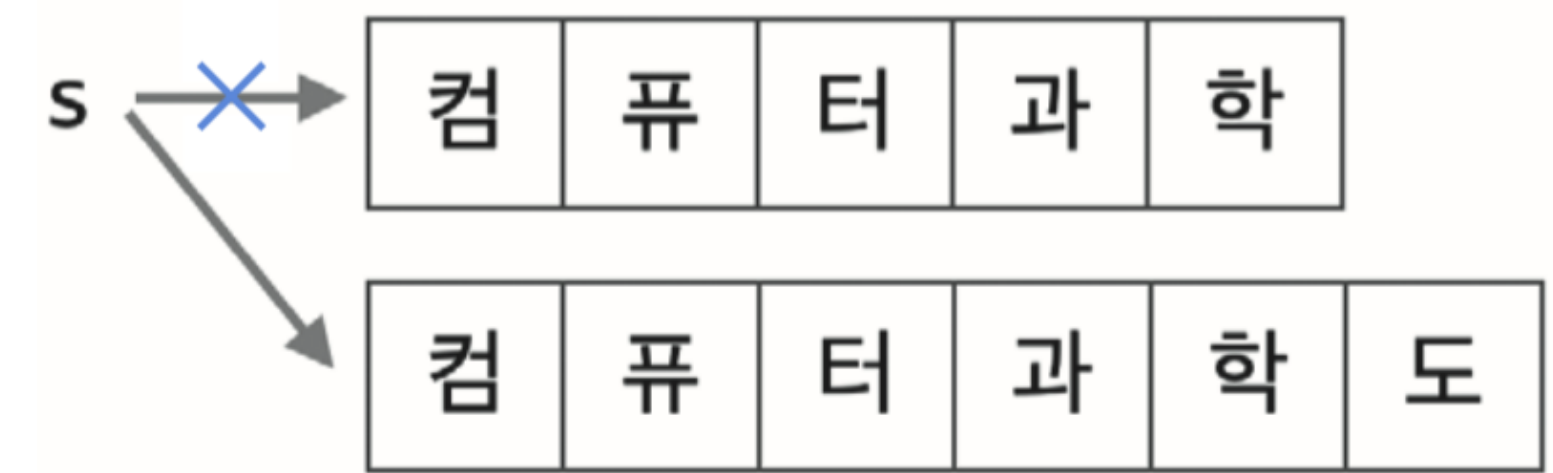 s 컴 퓨 터 과 학
컴 퓨 터 과 학 도